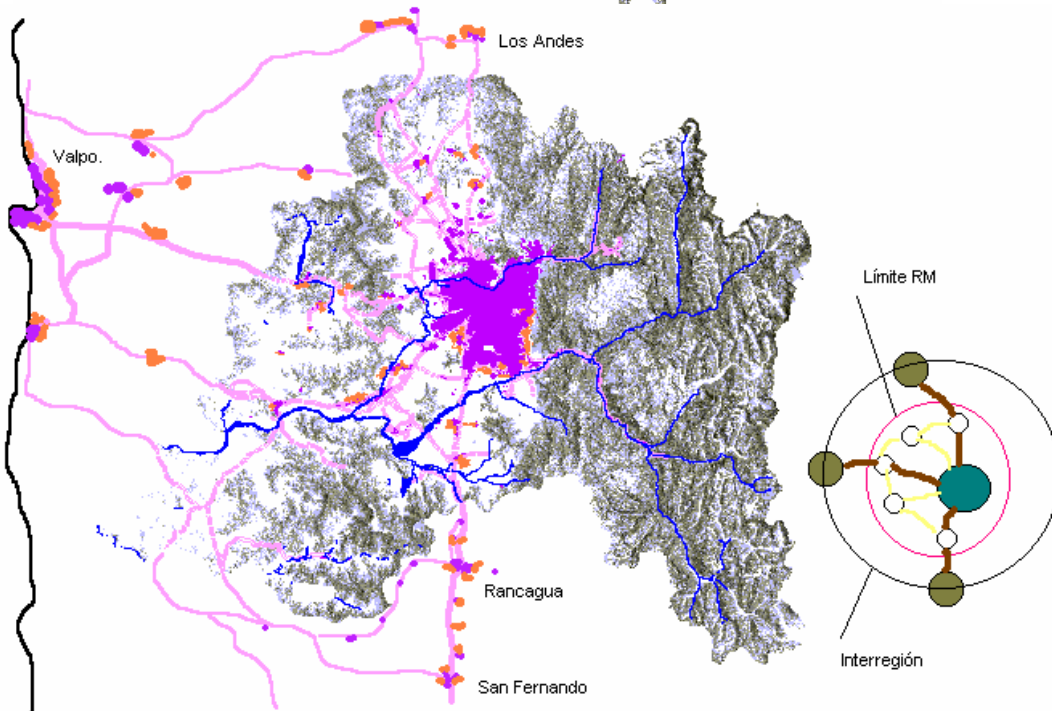 Los Andes
Valpo.
Límite RM
Rancagua
Interregión
San Fernando